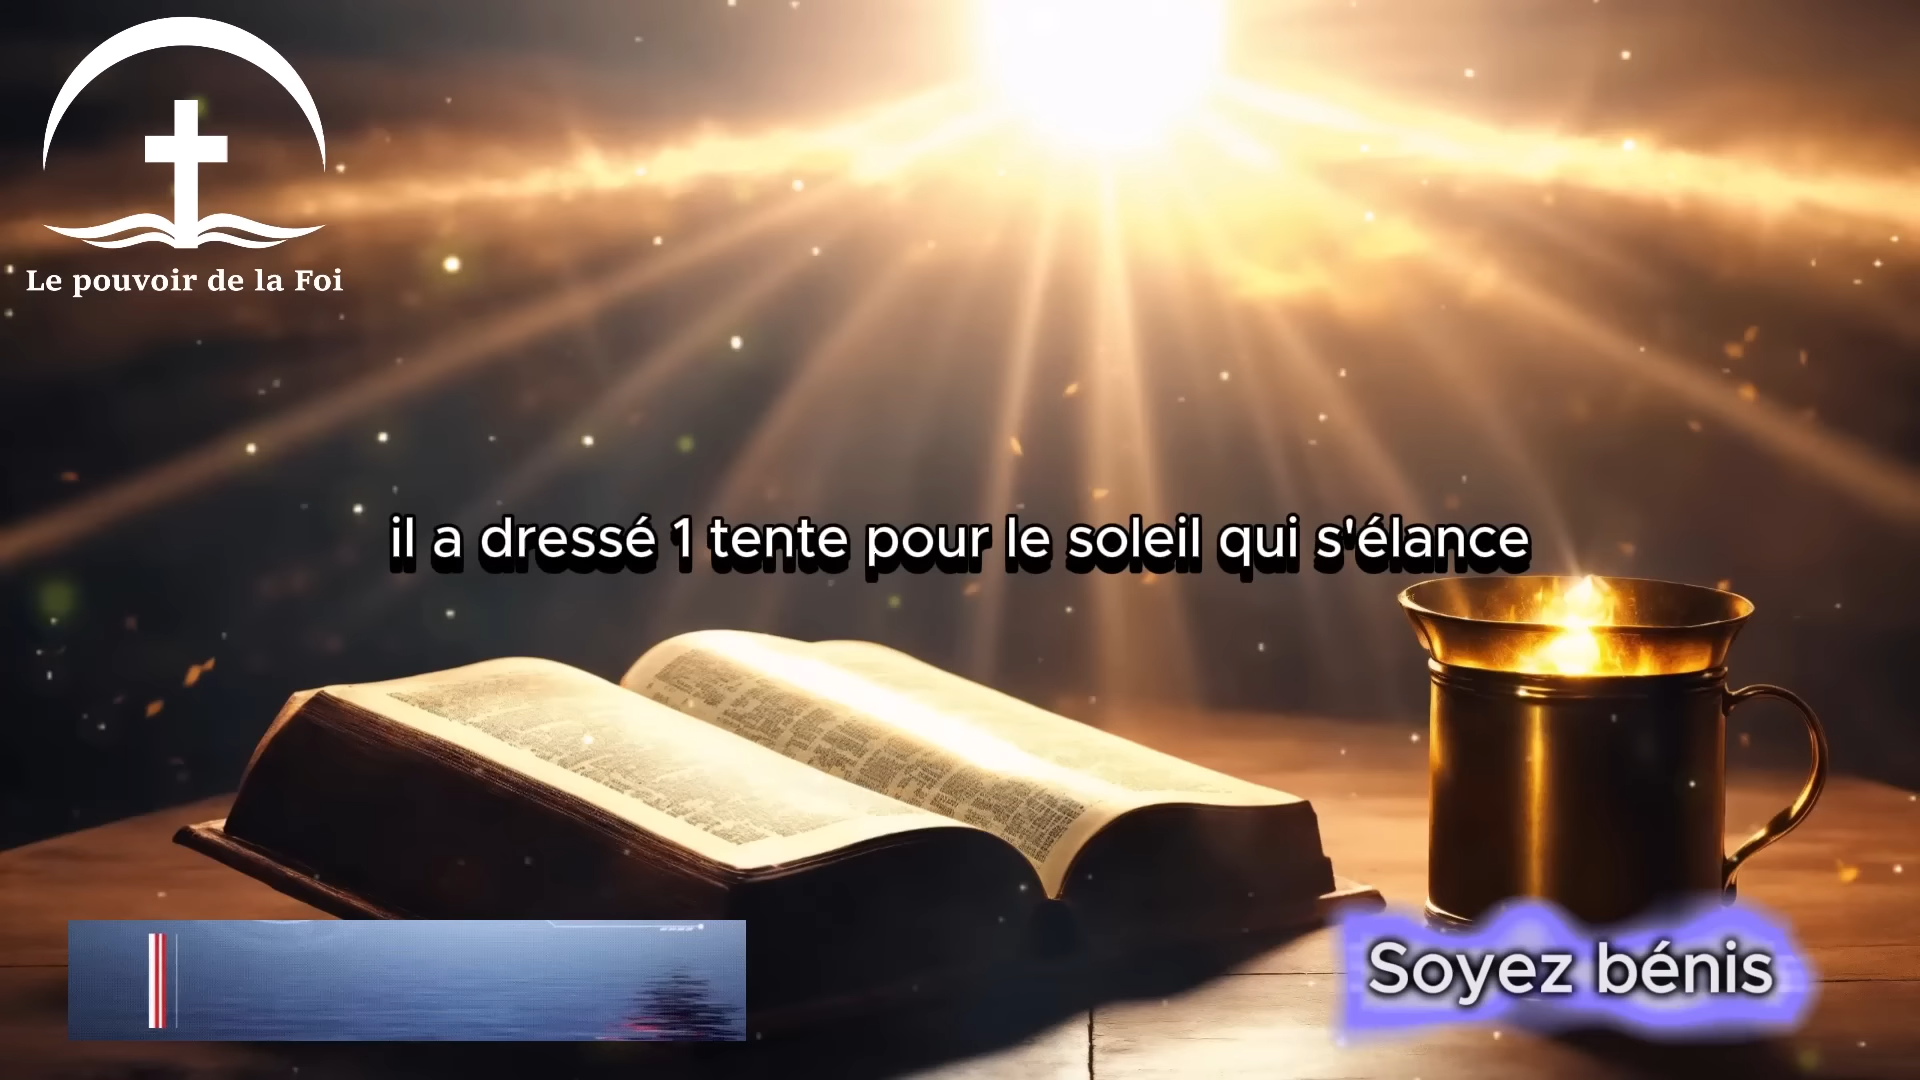 Le pouvoir de la Foi
il a dressé 1 tente pour le soleil qui s'élance
Soyez bénis